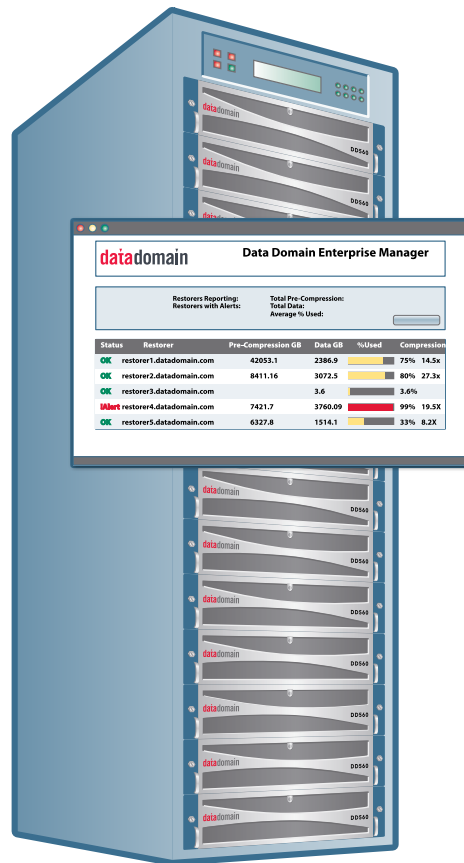 datadomain
DD560
datadomain
DD560
datadomain
datadomain
Data Domain Enterprise Manager
Restorers Reporting: Total Pre-Compression:
Restorers with Alerts: Total Data:
Average % Used:
Status Restorer Pre-Compression GB Data GB %Used Compression
OK restorer1.datadomain.com 42053.1 2386.9 75% 14.5x
OK restorer2.datadomain.com 8411.16 3072.5 80% 27.3x
OK restorer3.datadomain.com 3.6 3.6%
!Alert restorer4.datadomain.com 7421.7 3760.09 99% 19.5X
OK restorer5.datadomain.com 6327.8 1514.1 33% 8.2X
datadomain
DD560
datadomain
DD560
datadomain
DD560
datadomain
DD560
datadomain
DD560
datadomain
DD560
datadomain
DD560